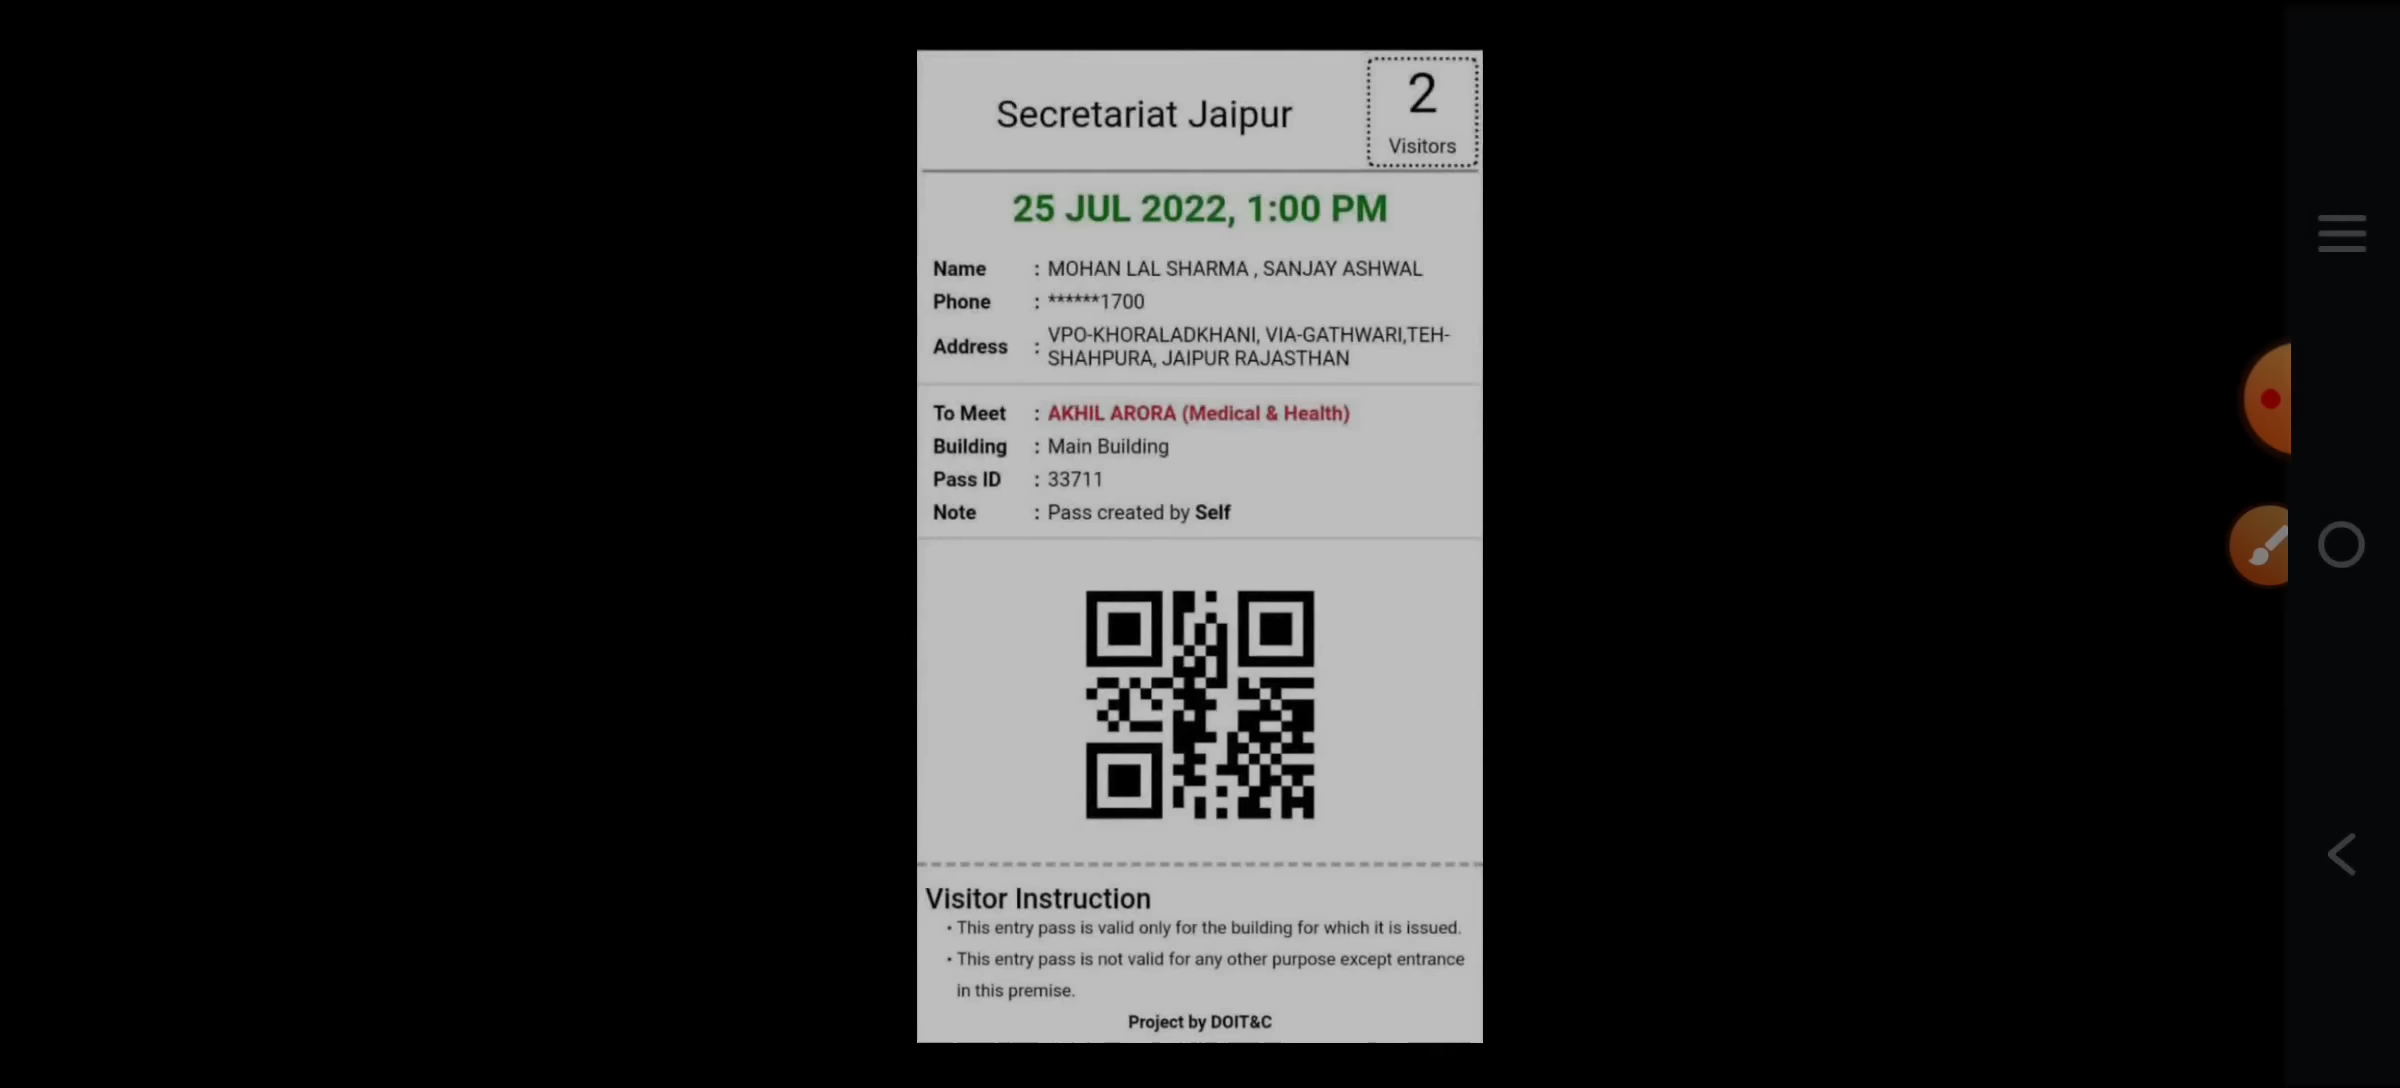 Secretariat Jaipur
2
Visitors
25 JUL 2022, 1:00 PM
Name : MOHAN LAL SHARMA , SANJAY ASHWAL
Phone : ******1700
Address : VPO-KHORALADKHANI, VIA-GATHWARI,TEH-
SHAHPURA, JAIPUR RAJASTHAN
To Meet : AKHIL ARORA (Medical & Health)
Building : Main Building
Pass ID : 33711
Note : Pass created by Self
Visitor Instruction
• This entry pass is valid only for the building for which it is issued.
• This entry pass is not valid for any other purpose except entrance
in this premise.
Project by DOIT&C